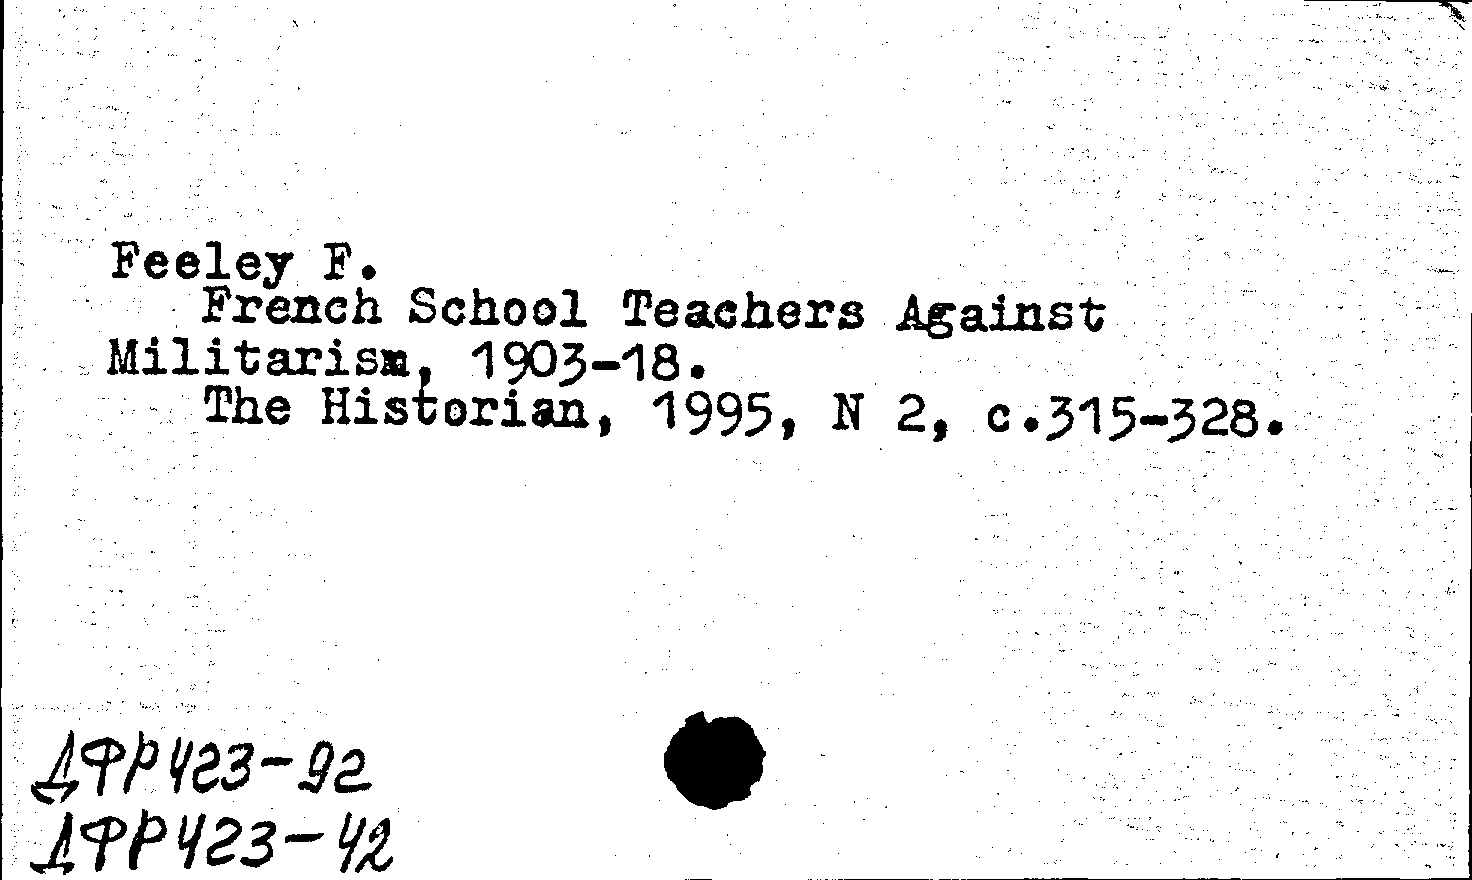 Feeley F.
French School Teachers Against
Militarism, 1903-18.
The Historian, 1995, N 2, c.315-328.
ДФР423-92
ДФР423-42